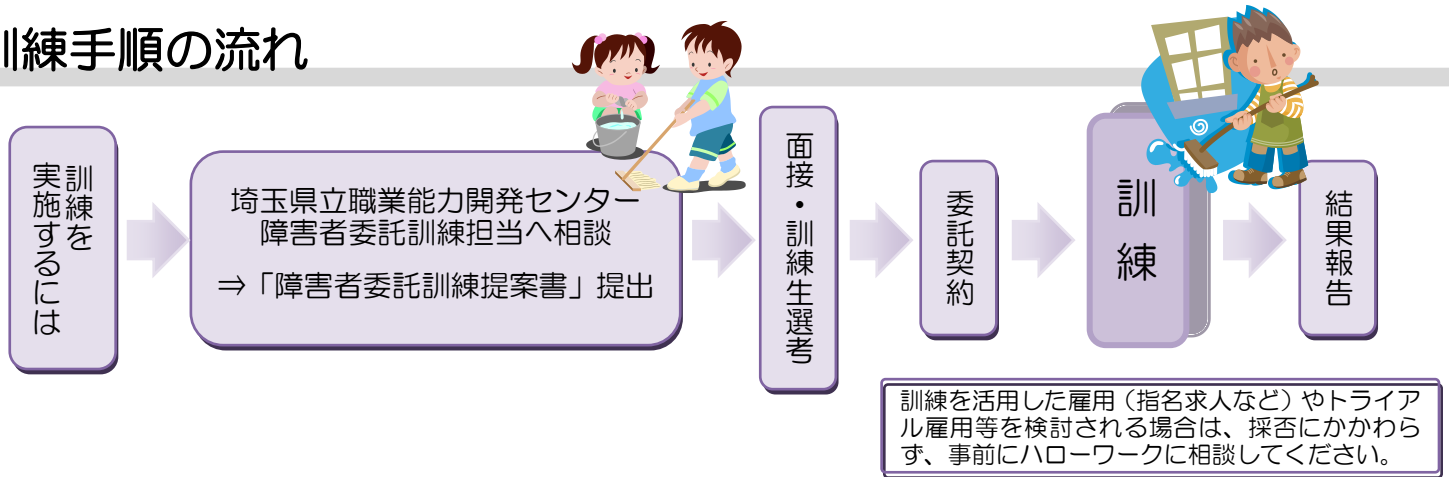 訓練手順の流れ
訓練を
実施するには
埼玉県立職業能力開発センター
障害者委託訓練担当へ相談
⇒「障害者委託訓練提案書」提出
面接・訓練生選考
委託契約
訓練
結果報告
訓練を活用した雇用（指名求人など）やトライア
ル雇用等を検討される場合は、採否にかかわら
ず、事前にハローワークに相談してください。